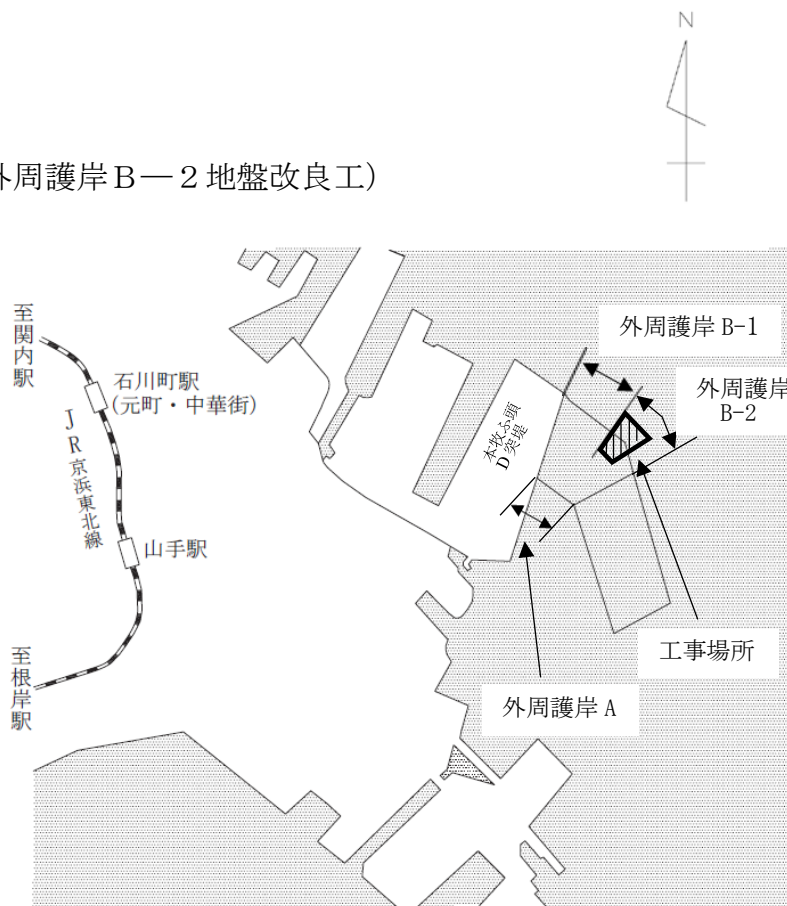 N
外周護岸Ｂ―２地盤改良工）
至関内駅
石川町駅
(元町・中華街)
ＪＲ京浜東北線
山手駅
至根岸駅
本牧ふ頭
D 突堤
外周護岸 B-1
外周護岸
B-2
工事場所
外周護岸 A